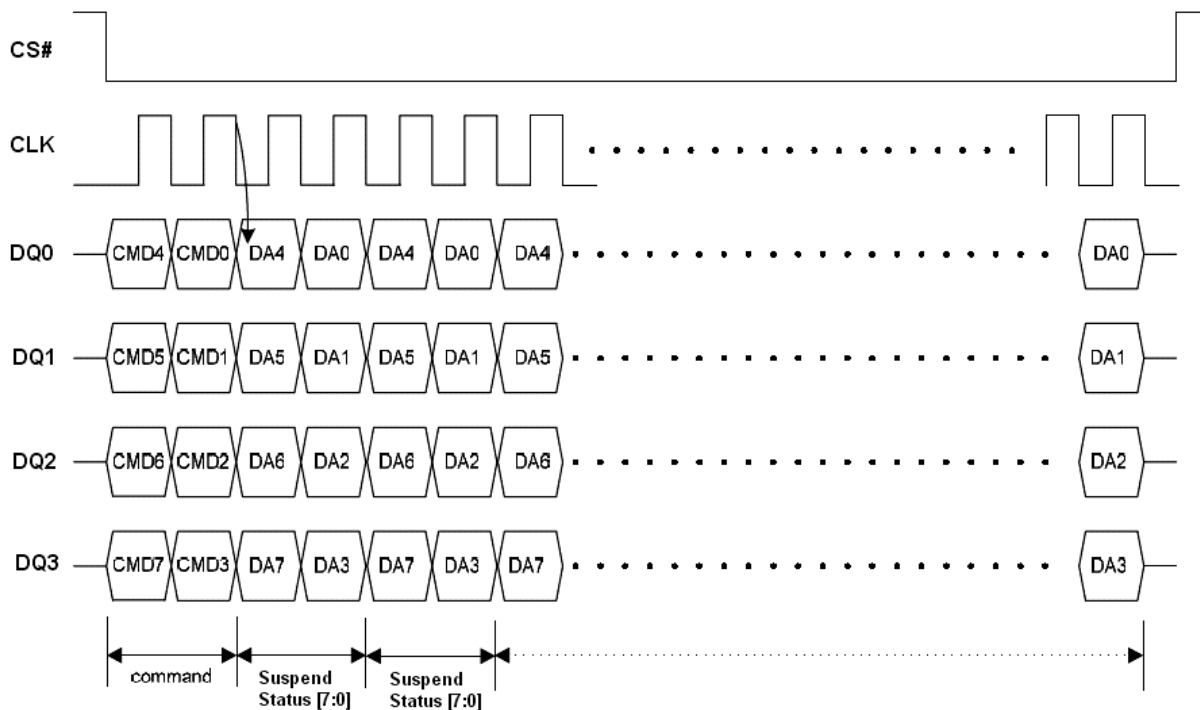 CS#
CLK
DQ0 CMD4 CMD0 DA4 DA0 DA4 DA0 DA4 DA0
DQ1 CMD5 CMD1 DA5 DA1 DA5 DA1 DA5 DA1
DQ2 CMD6 CMD2 DA6 DA2 DA6 DA2 DA6 DA2
DQ3 CMD7 CMD3 DA7 DA3 DA7 DA3 DA7 DA3
command
Suspend
Status [7:0]
Suspend
Status [7:0]